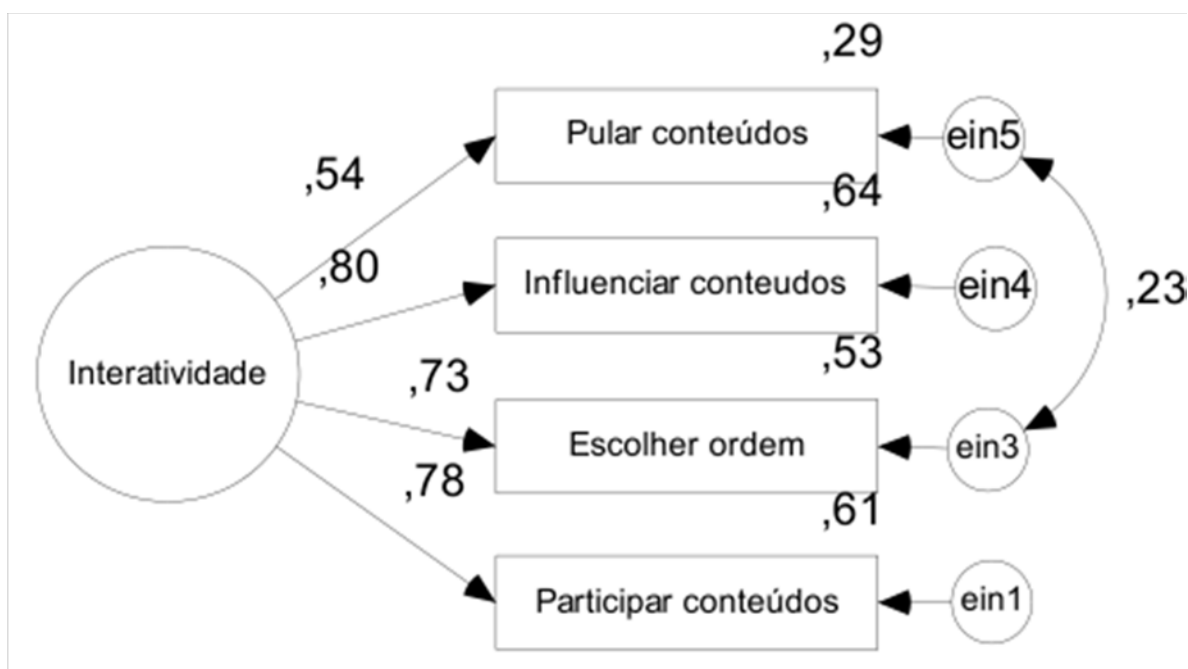 ,29
Pular conteúdos
ein5
,54
,64
,80
Influenciar conteudos
ein4
,23
,53
Interatividade
,73
Escolher ordem
ein3
,78
,61
Participar conteúdos
ein1